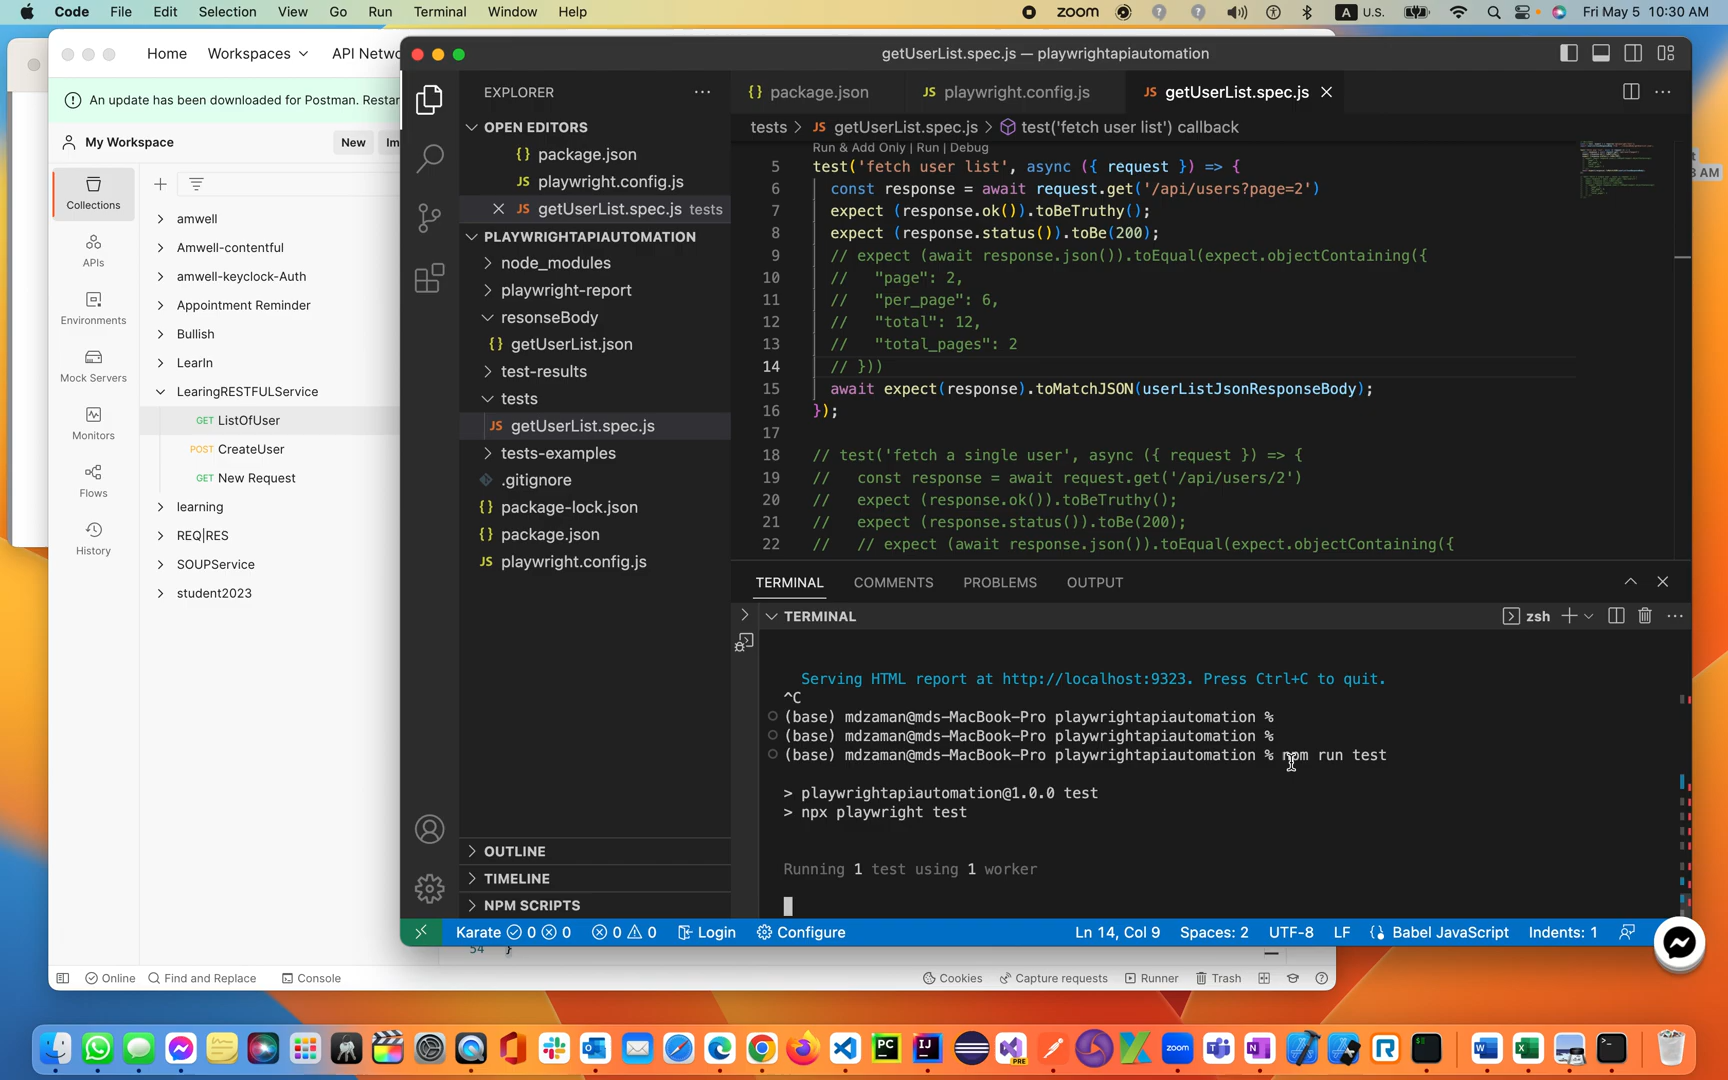 Code File Edit Selection View Go Run Terminal Window Help zoom A U.S. Fri May 5 10:30 AM
Home Workspaces API Netwo
An update has been downloaded for Postman. Restar
My Workspace New Im
Collections
APIs
Environments
Mock Servers
Monitors
Flows
History
amwell
Amwell-contentful
amwell-keyclock-Auth
Appointment Reminder
Bullish
LearIn
LearingRESTFULService
GET ListOfUser
POST CreateUser
GET New Request
learning
REQ|RES
SOUPService
student2023
getUserList.spec.js — playwrightapiautomation
EXPLORER
OPEN EDITORS
{} package.json
JS playwright.config.js
JS getUserList.spec.js tests
PLAYWRIGHTAPIAUTOMATION
node_modules
playwright-report
resonseBody
{} getUserList.json
test-results
tests
JS getUserList.spec.js
tests-examples
.gitignore
{} package-lock.json
{} package.json
JS playwright.config.js
OUTLINE
TIMELINE
NPM SCRIPTS
{} package.json JS playwright.config.js JS getUserList.spec.js
tests > JS getUserList.spec.js > test('fetch user list') callback
Run & Add Only | Run | Debug
5 test('fetch user list', async ({ request }) => {
6 const response = await request.get('/api/users?page=2')
7 expect (response.ok()).toBeTruthy();
8 expect (response.status()).toBe(200);
9 // expect (await response.json()).toEqual(expect.objectContaining({
10 // "page": 2,
11 // "per_page": 6,
12 // "total": 12,
13 // "total_pages": 2
14 // }))
15 await expect(response).toMatchJSON(userListJsonResponseBody);
16 });
17
18 // test('fetch a single user', async ({ request }) => {
19 // const response = await request.get('/api/users/2')
20 // expect (response.ok()).toBeTruthy();
21 // expect (response.status()).toBe(200);
22 // // expect (await response.json()).toEqual(expect.objectContaining({
TERMINAL COMMENTS PROBLEMS OUTPUT
TERMINAL zsh
Serving HTML report at http://localhost:9323. Press Ctrl+C to quit.
^C
(base) mdzaman@mds-MacBook-Pro playwrightapiautomation %
(base) mdzaman@mds-MacBook-Pro playwrightapiautomation %
(base) mdzaman@mds-MacBook-Pro playwrightapiautomation % npm run test
> playwrightapiautomation@1.0.0 test
> npx playwright test
Running 1 test using 1 worker
Karate 0 0 0 0 Login Configure Ln 14, Col 9 Spaces: 2 UTF-8 LF Babel JavaScript Indents: 1
54 }
Online Find and Replace Console Cookies Capture requests Runner Trash